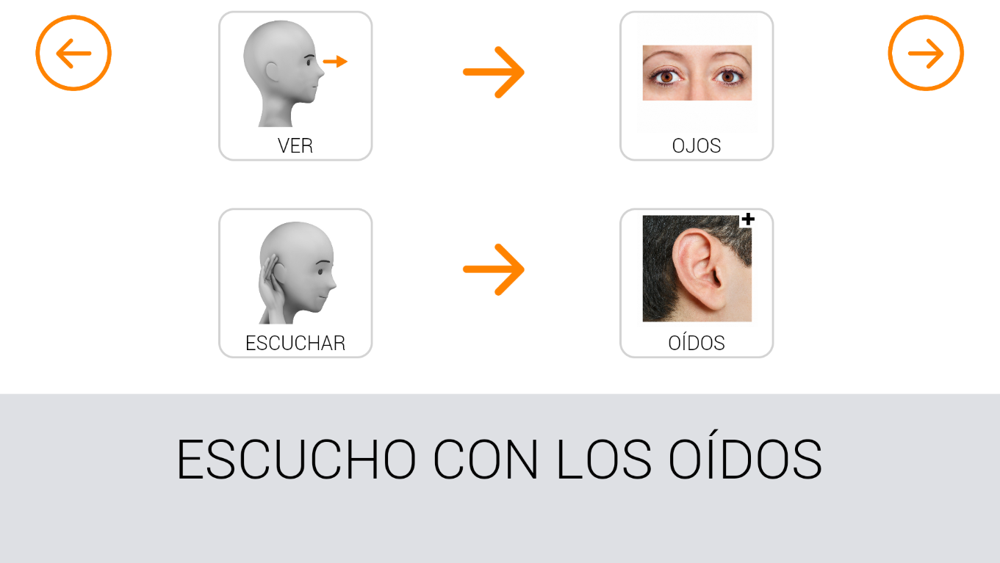 VER
OJOS
ESCUCHAR
OÍDOS
ESCUCHO CON LOS OÍDOS